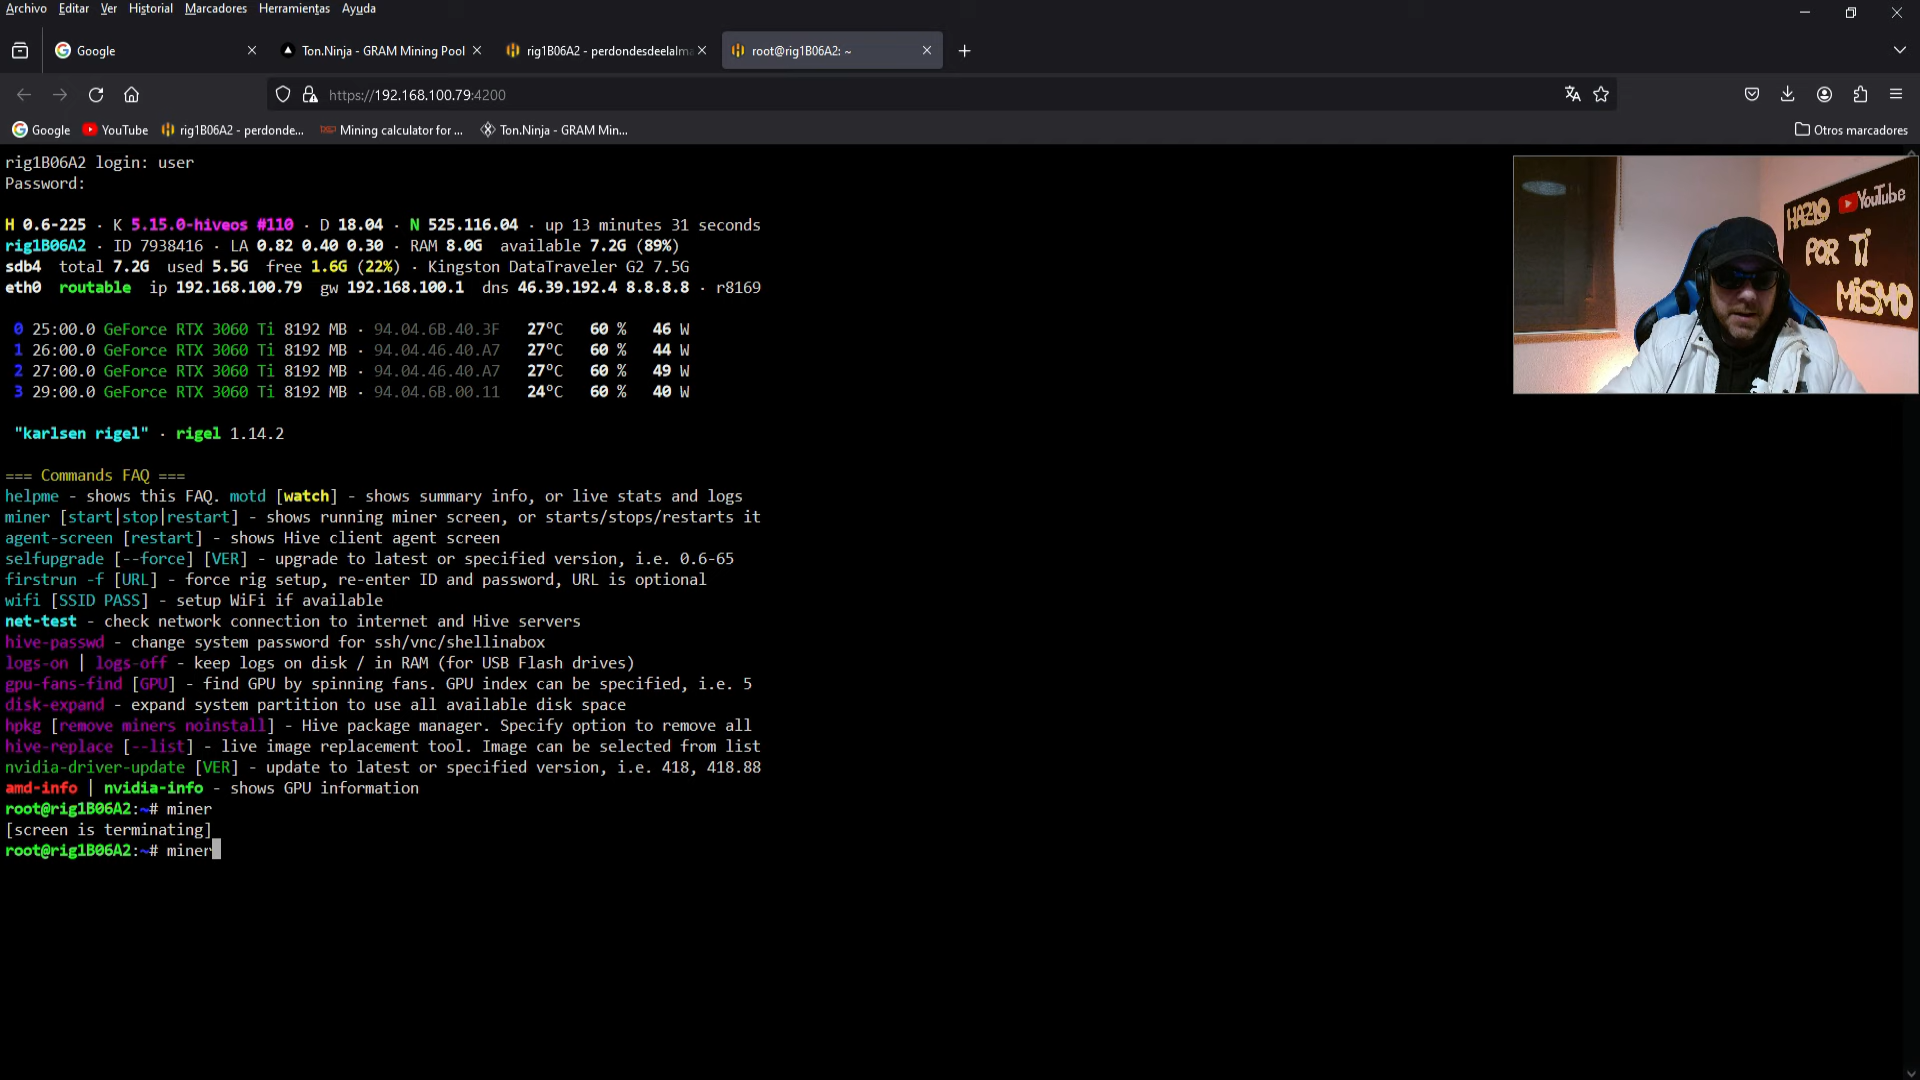 Archivo Editar Ver Historial Marcadores Herramientas Ayuda
Google
Ton.Ninja - GRAM Mining Pool
rig1B06A2 - perdondesdeelalma
root@rig1B06A2: ~
https://192.168.100.79:4200
Google YouTube rig1B06A2 - perdonde... Mining calculator for ... Ton.Ninja - GRAM Min... Otros marcadores
rig1B06A2 login: user
Password:
H 0.6-225 · K 5.15.0-hiveos #110 · D 18.04 · N 525.116.04 · up 13 minutes 31 seconds
rig1B06A2 · ID 7938416 · LA 0.82 0.40 0.30 · RAM 8.0G available 7.2G (89%)
sdb4 total 7.2G used 5.5G free 1.6G (22%) · Kingston DataTraveler G2 7.5G
eth0 routable ip 192.168.100.79 gw 192.168.100.1 dns 46.39.192.4 8.8.8.8 · r8169
0 25:00.0 GeForce RTX 3060 Ti 8192 MB · 94.04.6B.40.3F 27°C 60 % 46 W
1 26:00.0 GeForce RTX 3060 Ti 8192 MB · 94.04.46.40.A7 27°C 60 % 44 W
2 27:00.0 GeForce RTX 3060 Ti 8192 MB · 94.04.46.40.A7 27°C 60 % 49 W
3 29:00.0 GeForce RTX 3060 Ti 8192 MB · 94.04.6B.00.11 24°C 60 % 40 W
"karlsen rigel" · rigel 1.14.2
=== Commands FAQ ===
helpme - shows this FAQ. motd [watch] - shows summary info, or live stats and logs
miner [start|stop|restart] - shows running miner screen, or starts/stops/restarts it
agent-screen [restart] - shows Hive client agent screen
selfupgrade [--force] [VER] - upgrade to latest or specified version, i.e. 0.6-65
firstrun -f [URL] - force rig setup, re-enter ID and password, URL is optional
wifi [SSID PASS] - setup WiFi if available
net-test - check network connection to internet and Hive servers
hive-passwd - change system password for ssh/vnc/shellinabox
logs-on | logs-off - keep logs on disk / in RAM (for USB Flash drives)
gpu-fans-find [GPU] - find GPU by spinning fans. GPU index can be specified, i.e. 5
disk-expand - expand system partition to use all available disk space
hpkg [remove miners noinstall] - Hive package manager. Specify option to remove all
hive-replace [--list] - live image replacement tool. Image can be selected from list
nvidia-driver-update [VER] - update to latest or specified version, i.e. 418, 418.88
amd-info | nvidia-info - shows GPU information
root@rig1B06A2:~# miner
[screen is terminating]
root@rig1B06A2:~# miner
YouTube
HAZLO
POR TI
MiSMO